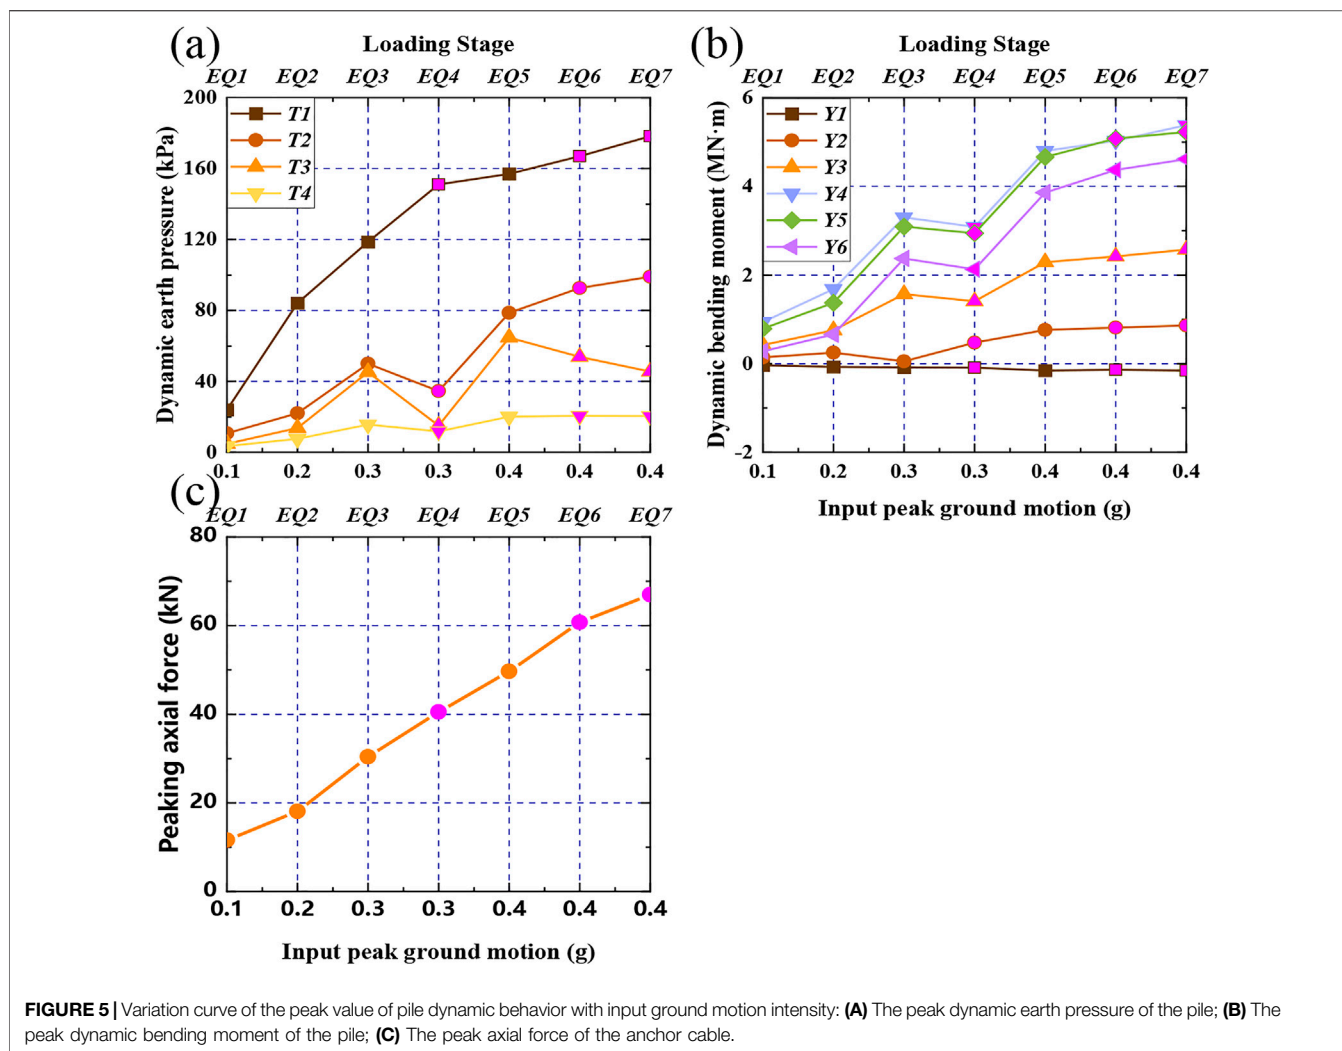 (a)
Loading Stage
EQ1 EQ2 EQ3 EQ4 EQ5 EQ6 EQ7
Dynamic earth pressure (kPa)
200
160
120
80
40
0
T1
T2
T3
T4
0.1 0.2 0.3 0.3 0.4 0.4 0.4
(b)
Loading Stage
EQ1 EQ2 EQ3 EQ4 EQ5 EQ6 EQ7
Dynamic bending moment (MN·m)
6
4
2
0
-2
Y1
Y2
Y3
Y4
Y5
Y6
0.1 0.2 0.3 0.3 0.4 0.4 0.4
Input peak ground motion (g)
(c)
EQ1 EQ2 EQ3 EQ4 EQ5 EQ6 EQ7
Peaking axial force (kN)
80
60
40
20
0
0.1 0.2 0.3 0.3 0.4 0.4 0.4
Input peak ground motion (g)
FIGURE 5 | Variation curve of the peak value of pile dynamic behavior with input ground motion intensity: (A) The peak dynamic earth pressure of the pile; (B) The
peak dynamic bending moment of the pile; (C) The peak axial force of the anchor cable.